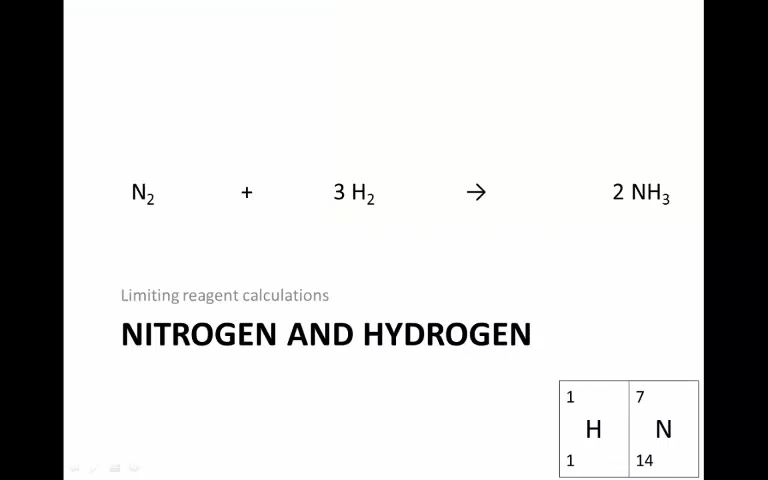 N₂ + 3 H₂ → 2 NH₃
Limiting reagent calculations
NITROGEN AND HYDROGEN
1 7
H N
1 14